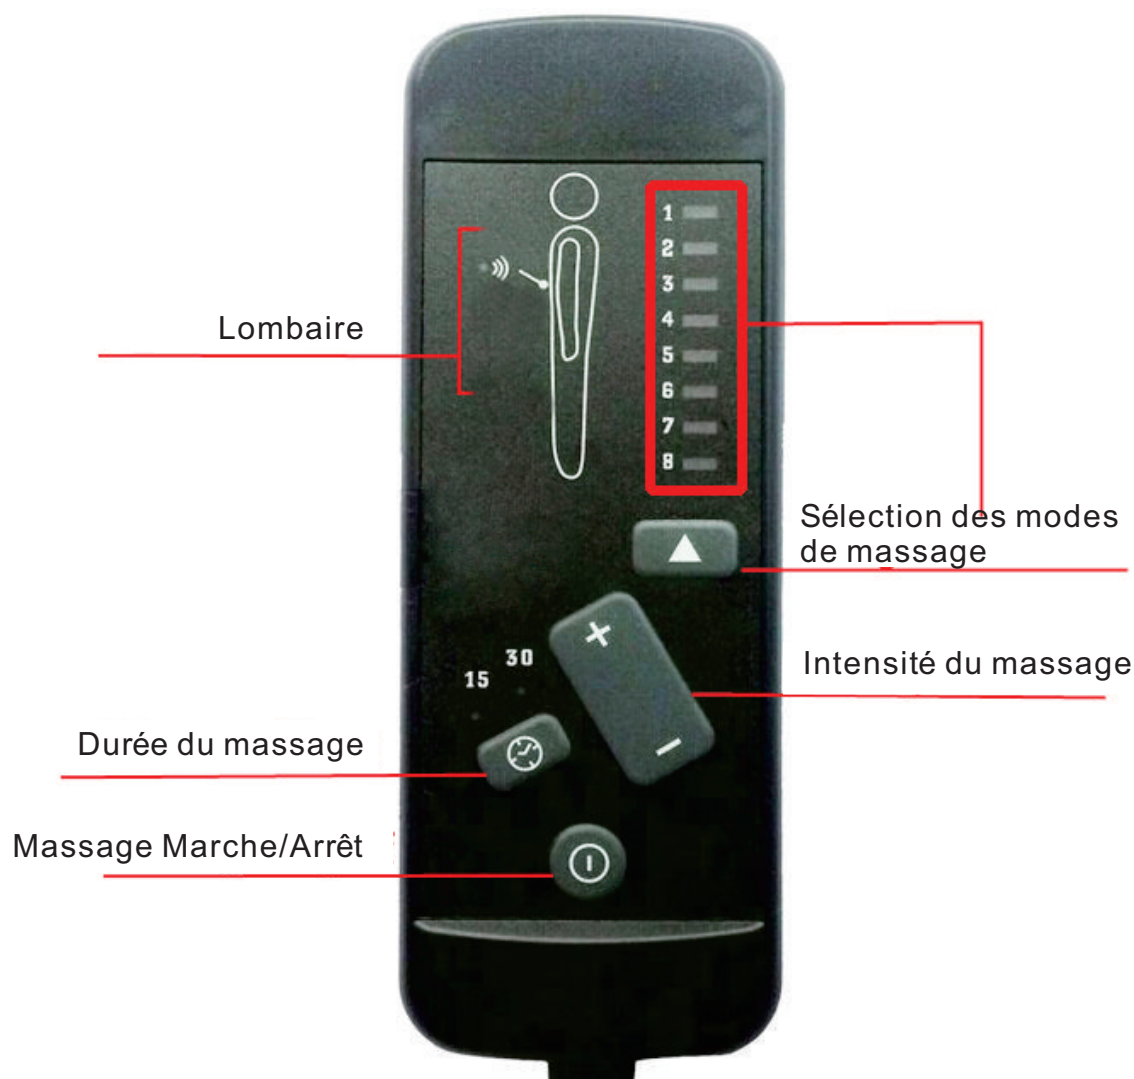 1
2
3
4
5
6
7
8
Lombaire
Sélection des modes
de massage
Intensité du massage
30
15
Durée du massage
Massage Marche/Arrêt